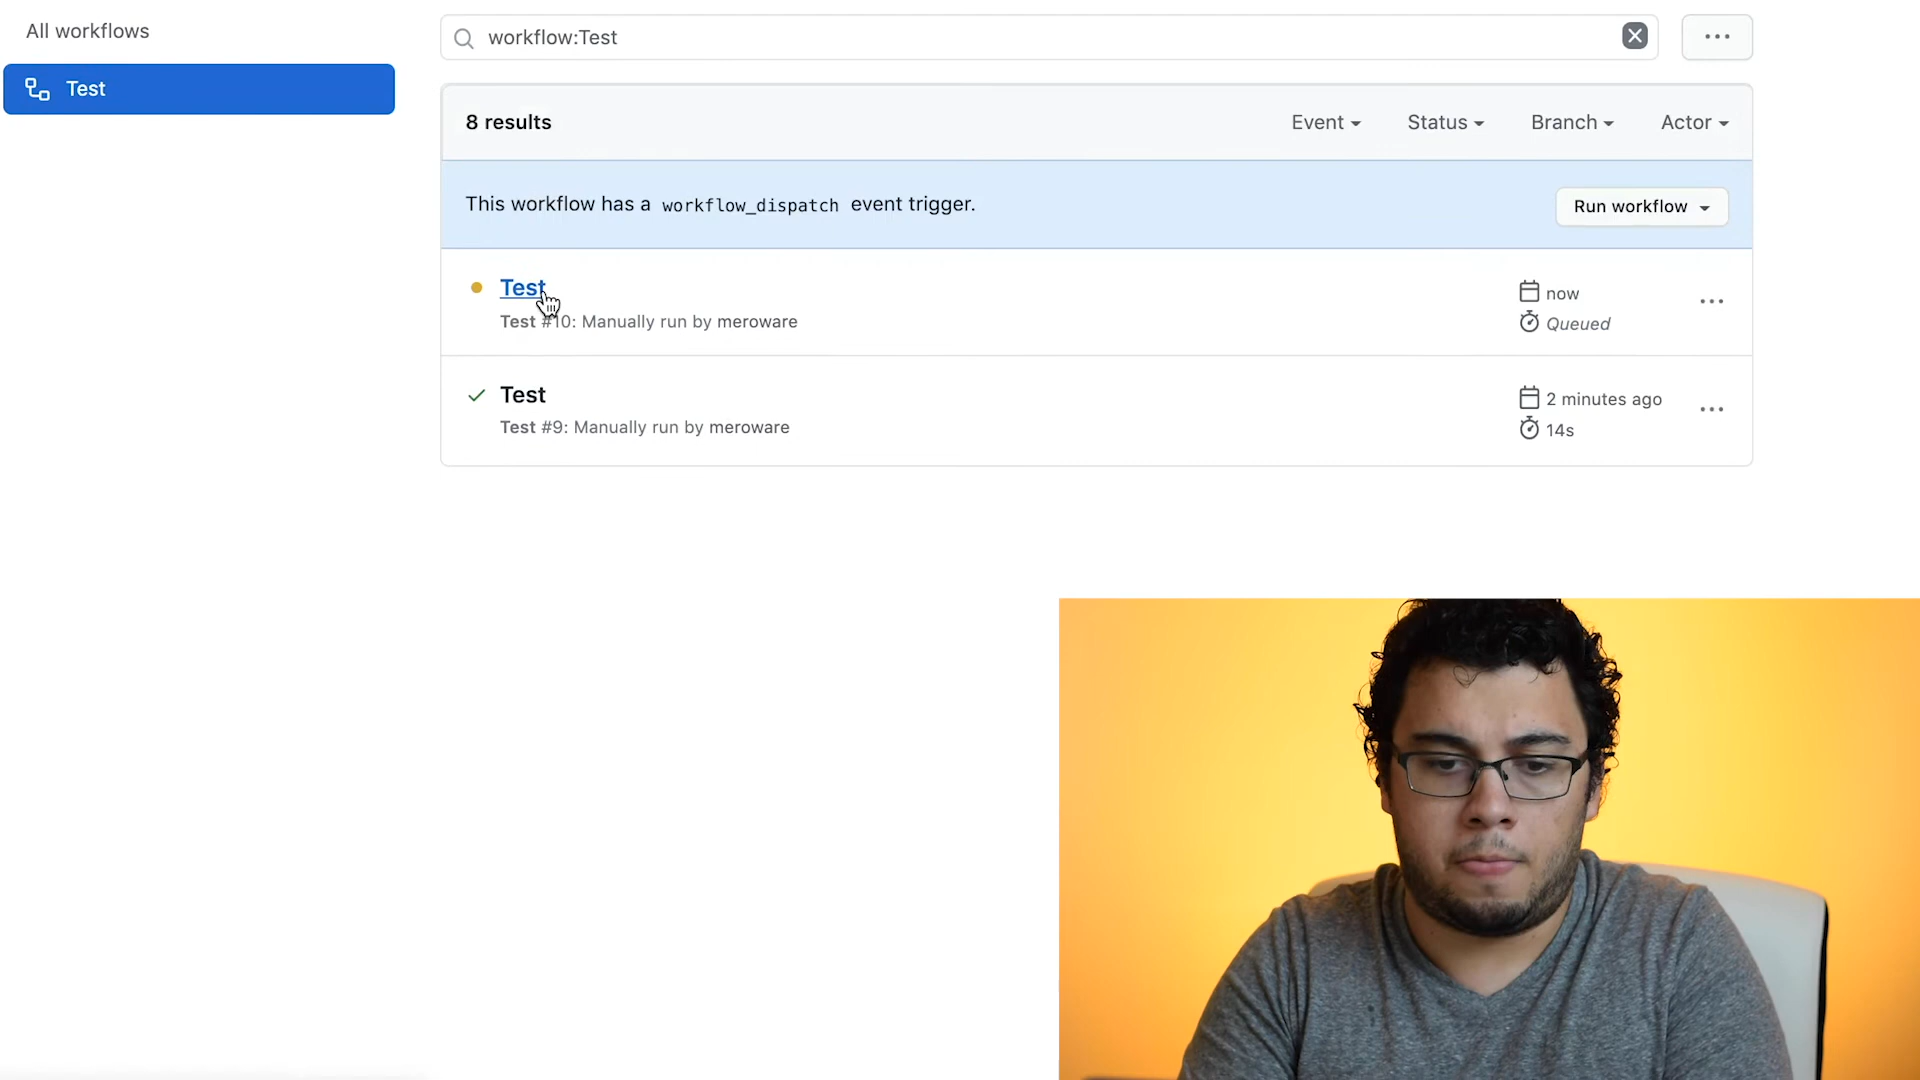 All workflows
Test
workflow:Test
8 results
Event
Status
Branch
Actor
This workflow has a workflow_dispatch event trigger.
Run workflow
Test
Test #10: Manually run by meroware
now
Queued
Test
Test #9: Manually run by meroware
2 minutes ago
14s